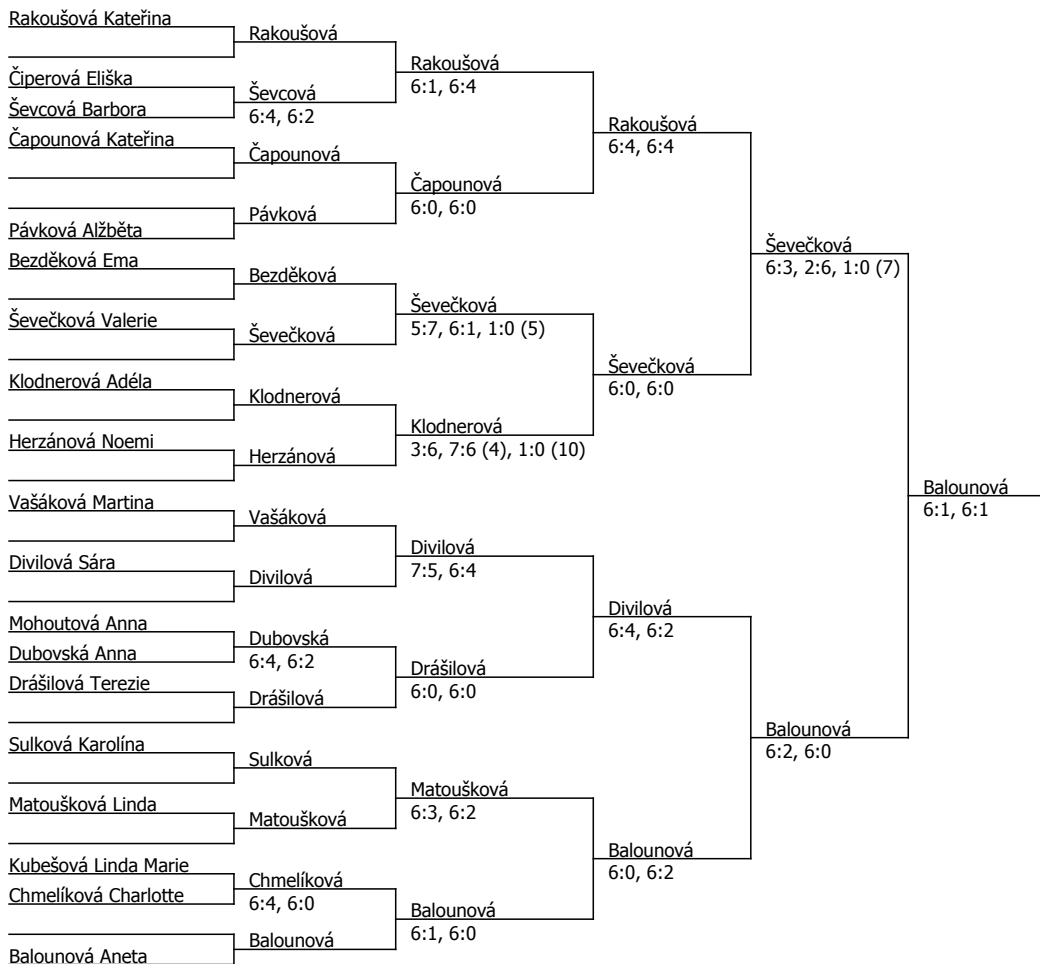 Rakoušová Kateřina
Čiperová Eliška
Ševcová Barbora
Čapounová Kateřina
Pávková Alžběta
Bezděková Ema
Ševečková Valerie
Klodnerová Adéla
Herzánová Noemi
Vašáková Martina
Divilová Sára
Mohoutová Anna
Dubovská Anna
Drášilová Terezie
Sulková Karolína
Matoušková Linda
Kubešová Linda Marie
Chmelíková Charlotte
Balounová Aneta
Rakoušová
Ševcová
6:4, 6:2
Čapounová
Pávková
Bezděková
Ševečková
Klodnerová
Herzánová
Vašáková
Divilová
Dubovská
6:4, 6:2
Drášilová
Sulková
Matoušková
Chmelíková
6:4, 6:0
Balounová
Rakoušová
6:1, 6:4
Čapounová
6:0, 6:0
Ševečková
5:7, 6:1, 1:0 (5)
Klodnerová
3:6, 7:6 (4), 1:0 (10)
Divilová
7:5, 6:4
Drášilová
6:0, 6:0
Matoušková
6:3, 6:2
Balounová
6:1, 6:0
Rakoušová
6:4, 6:4
Ševečková
6:0, 6:0
Divilová
6:4, 6:2
Balounová
6:0, 6:2
Ševečková
6:3, 2:6, 1:0 (7)
Balounová
6:2, 6:0
Balounová
6:1, 6:1